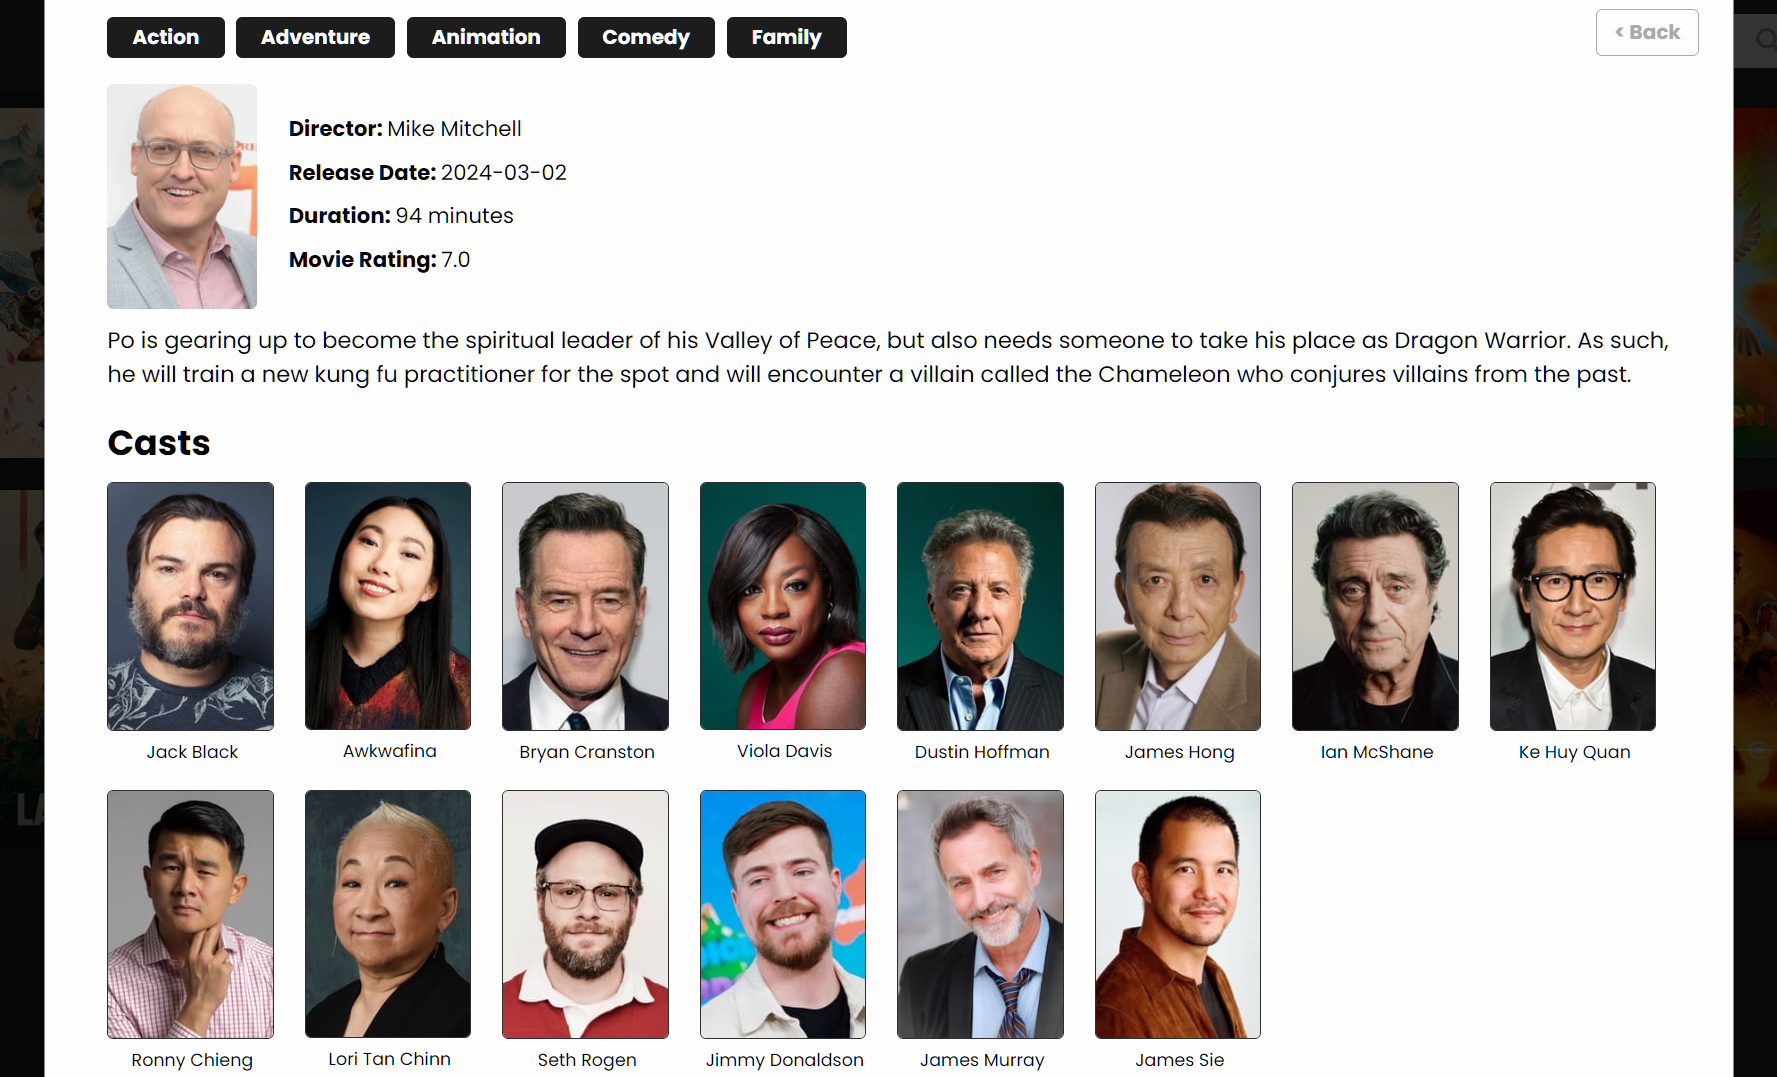 Action Adventure Animation Comedy Family < Back
Director: Mike Mitchell
Release Date: 2024-03-02
Duration: 94 minutes
Movie Rating: 7.0
Po is gearing up to become the spiritual leader of his Valley of Peace, but also needs someone to take his place as Dragon Warrior. As such,
he will train a new kung fu practitioner for the spot and will encounter a villain called the Chameleon who conjures villains from the past.
Casts
Jack Black Awkwafina Bryan Cranston Viola Davis Dustin Hoffman James Hong Ian McShane Ke Huy Quan
Ronny Chieng Lori Tan Chinn Seth Rogen Jimmy Donaldson James Murray James Sie